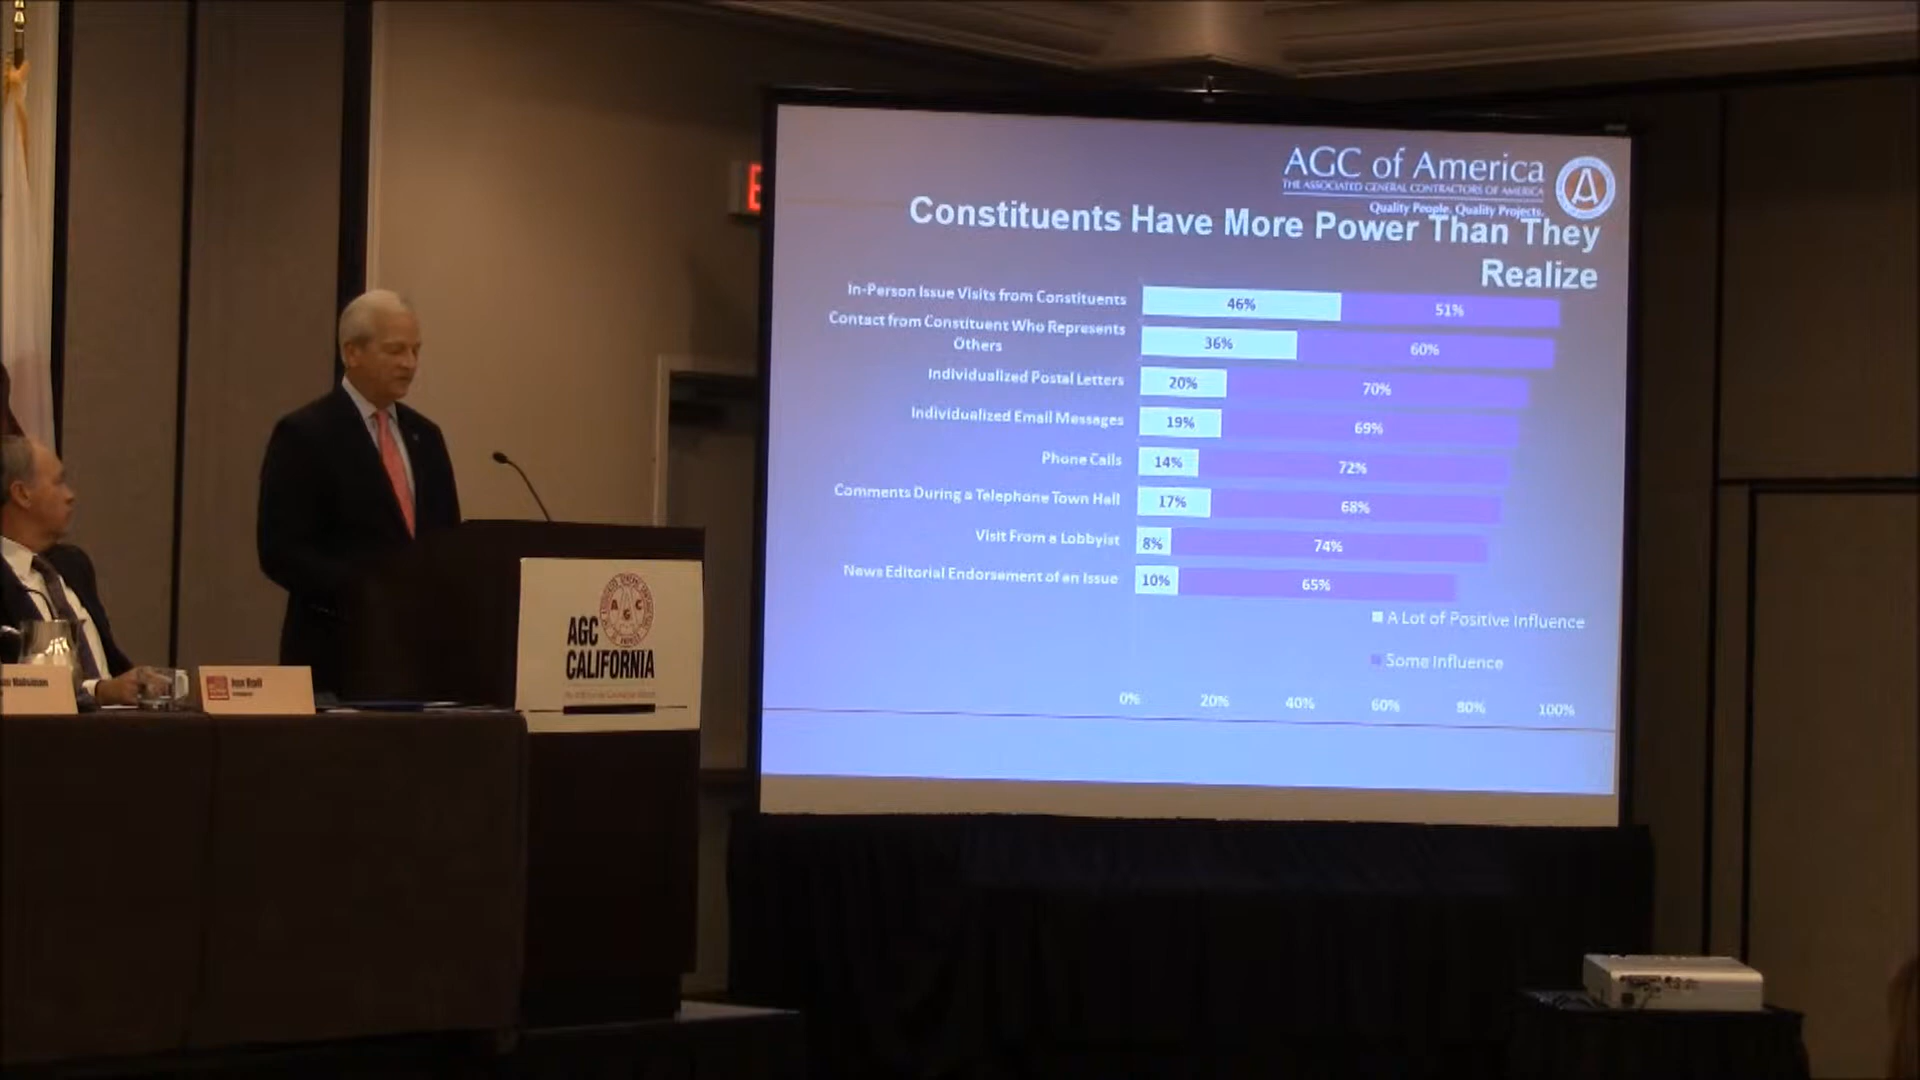 AGC of America
THE ASSOCIATED GENERAL CONTRACTORS OF AMERICA
Quality People. Quality Projects.
Constituents Have More Power Than They
Realize
In-Person Issue Visits from Constituents 46% 51%
Contact from Constituent Who Represents
Others 36% 60%
Individualized Postal Letters 20% 70%
Individualized Email Messages 19% 69%
Phone Calls 14% 72%
Comments During a Telephone Town Hall 17% 68%
Visit From a Lobbyist 8% 74%
News Editorial Endorsement of an Issue 10% 65%
A Lot of Positive Influence
Some Influence
0% 20% 40% 60% 80% 100%
E
AGC
CALIFORNIA
A G C